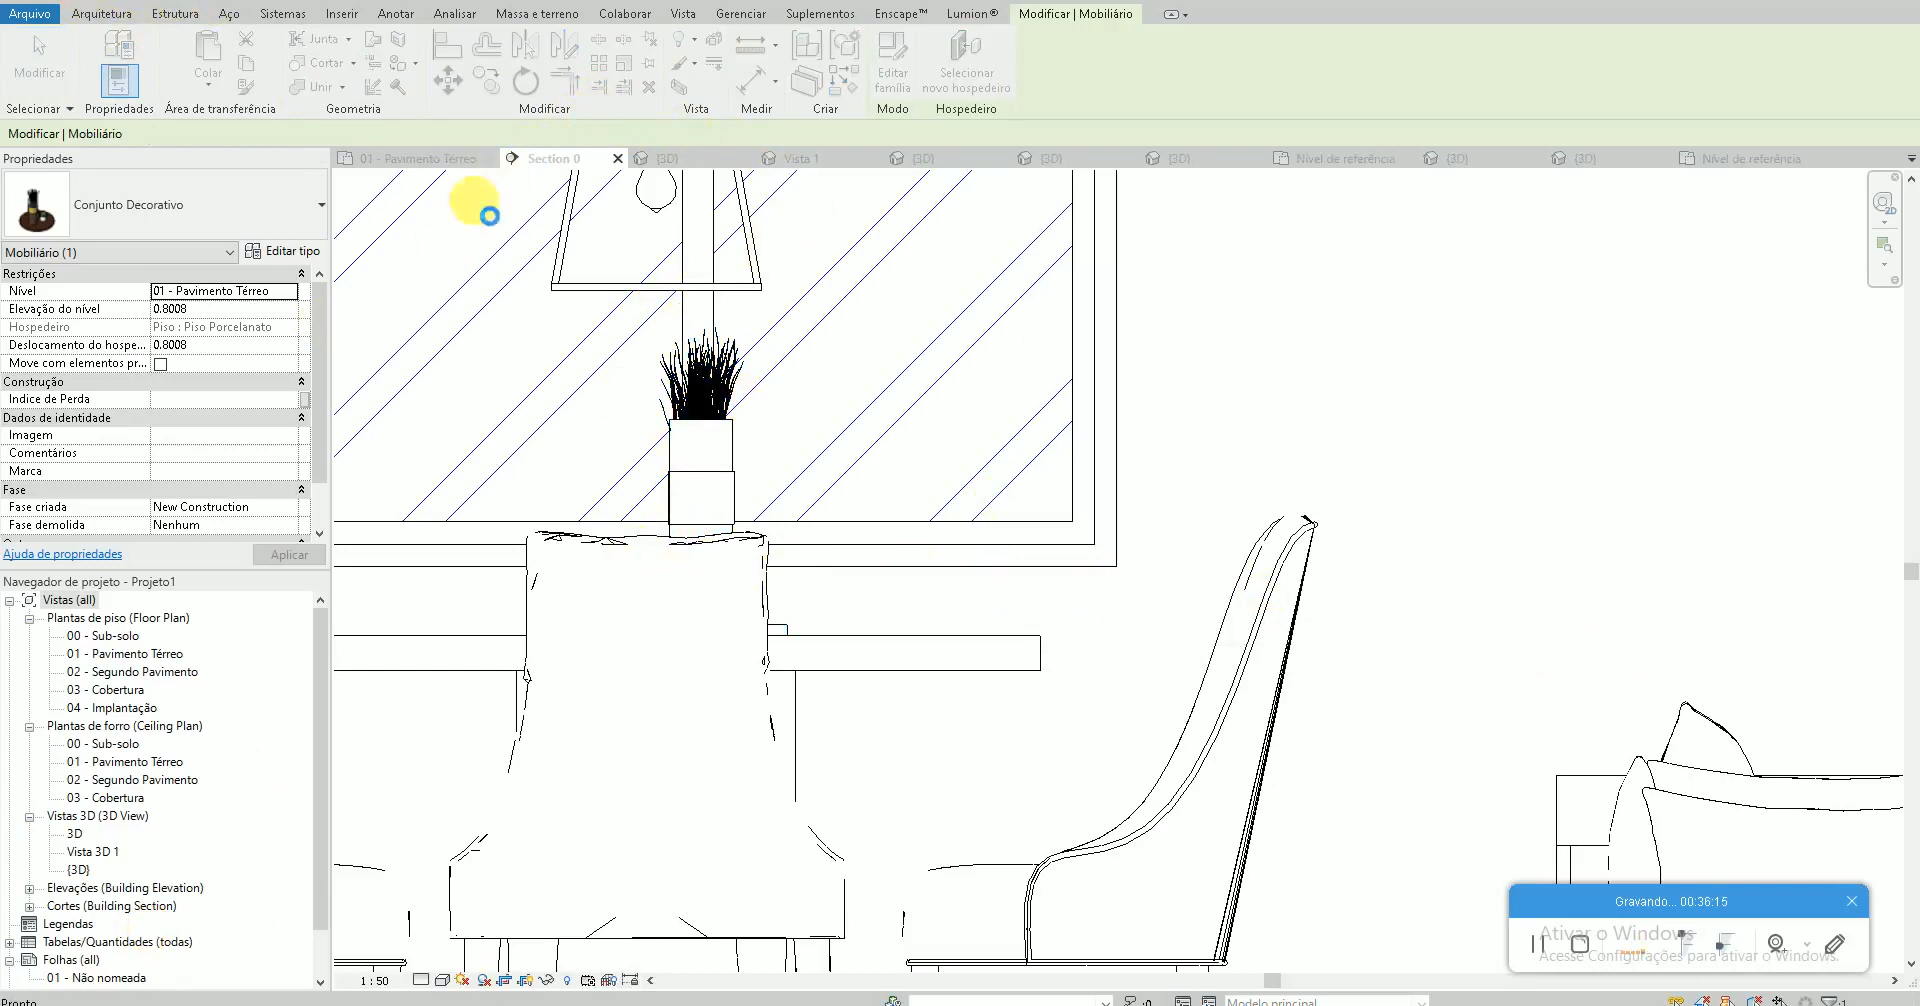 Arquivo Arquitetura Estrutura Aço Sistemas Inserir Anotar Analisar Massa e terreno Colaborar Vista Gerenciar Suplementos Enscape™ Lumion® Modificar | Mobiliário
Modificar Colar Junta Cortar Unir Editar família Selecionar novo hospedeiro
Selecionar Propriedades Área de transferência Geometria Modificar Vista Medir Criar Modo Hospedeiro
Modificar | Mobiliário
Propriedades
01 - Pavimento Térreo Section 0 {3D} Vista 1 {3D} {3D} {3D} Nível de referência {3D} {3D} Nível de referência
2D
Conjunto Decorativo
Mobiliário (1) Editar tipo
Restrições
Nível 01 - Pavimento Térreo
Elevação do nível 0.8008
Hospedeiro Piso : Piso Porcelanato
Deslocamento do hospe... 0.8008
Move com elementos pr...
Construção
Indice de Perda
Dados de identidade
Imagem
Comentários
Marca
Fase
Fase criada New Construction
Fase demolida Nenhum
Ajuda de propriedades Aplicar
Navegador de projeto - Projeto1
Vistas (all)
Plantas de piso (Floor Plan)
00 - Sub-solo
01 - Pavimento Térreo
02 - Segundo Pavimento
03 - Cobertura
04 - Implantação
Plantas de forro (Ceiling Plan)
00 - Sub-solo
01 - Pavimento Térreo
02 - Segundo Pavimento
03 - Cobertura
Vistas 3D (3D View)
3D
Vista 3D 1
{3D}
Elevações (Building Elevation)
Cortes (Building Section)
Legendas
Tabelas/Quantidades (todas)
Folhas (all)
01 - Não nomeada
Gravando... 00:36:15
Ativar o Windows
Acesse Configurações para ativar o Windows.
1 : 50
Pronto :0 Modelo principal :1